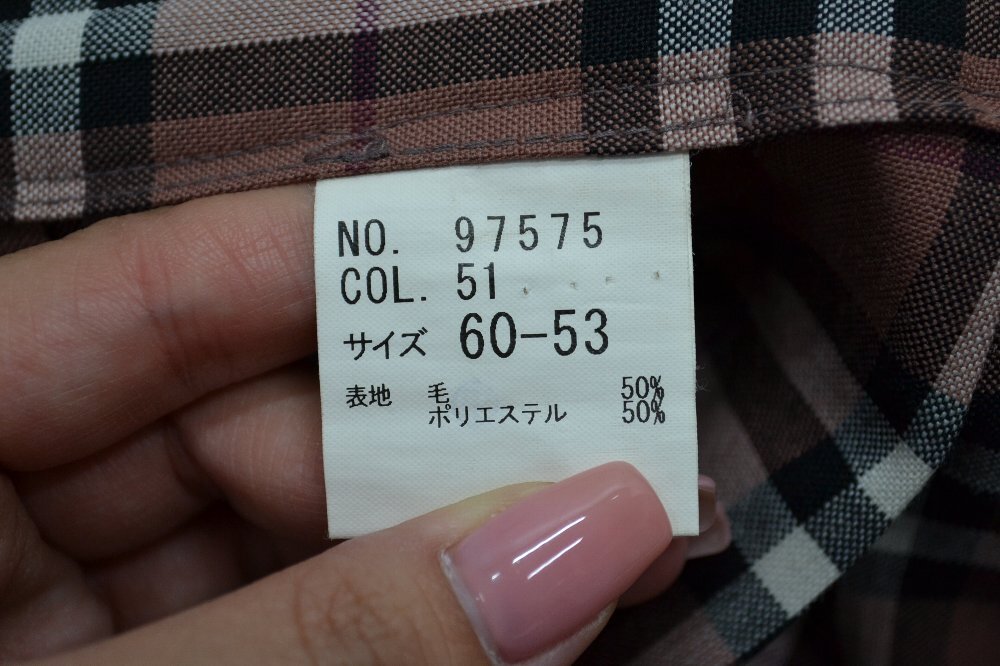 NO. 97575
COL. 51
サイズ 60-53
表地 毛 50%
ポリエステル 50%